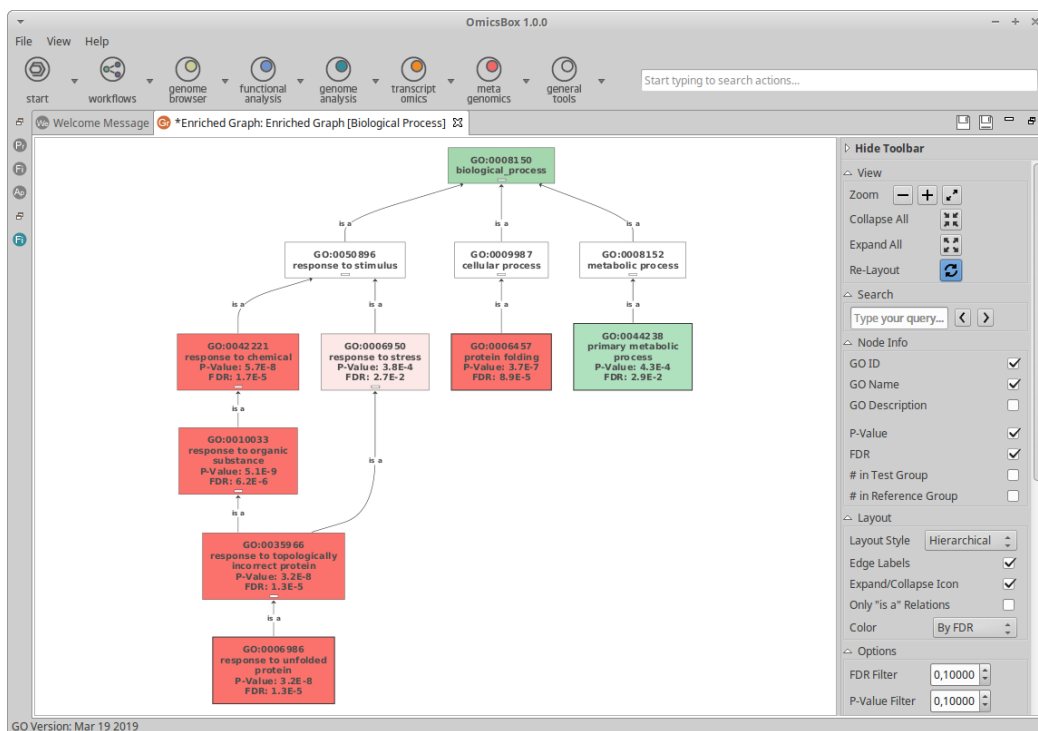 OmicsBox 1.0.0
File View Help
start
workflows
genome
browser
functional
analysis
genome
analysis
transcript
omics
meta
genomics
general
tools
Start typing to search actions...
We Welcome Message
Gr *Enriched Graph: Enriched Graph [Biological Process]
Pr
Fi
Ap
Fi
GO:0008150
biological_process
is a
is a
is a
GO:0050896
response to stimulus
GO:0009987
cellular process
GO:0008152
metabolic process
is a
is a
is a
is a
GO:0042221
response to chemical
P-Value: 5.7E-8
FDR: 1.7E-5
GO:0006950
response to stress
P-Value: 3.8E-4
FDR: 2.7E-2
GO:0006457
protein folding
P-Value: 3.7E-7
FDR: 8.9E-5
GO:0044238
primary metabolic
process
P-Value: 4.3E-4
FDR: 2.9E-2
is a
GO:0010033
response to organic
substance
P-Value: 5.1E-9
FDR: 6.2E-6
is a
is a
GO:0035966
response to topologically
incorrect protein
P-Value: 3.2E-8
FDR: 1.3E-5
is a
GO:0006986
response to unfolded
protein
P-Value: 3.2E-8
FDR: 1.3E-5
Hide Toolbar
View
Zoom
Collapse All
Expand All
Re-Layout
Search
Type your query...
Node Info
GO ID
GO Name
GO Description
P-Value
FDR
# in Test Group
# in Reference Group
Layout
Layout Style Hierarchical
Edge Labels
Expand/Collapse Icon
Only "is a" Relations
Color By FDR
Options
FDR Filter 0,10000
P-Value Filter 0,10000
GO Version: Mar 19 2019